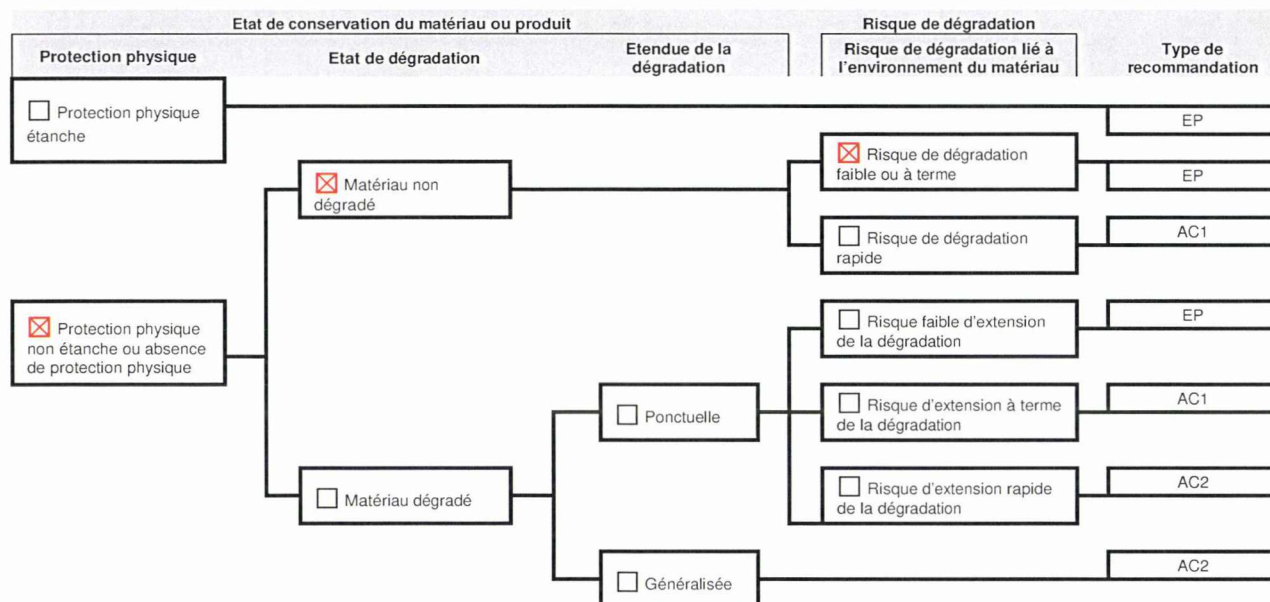 Etat de conservation du matériau ou produit
Risque de dégradation
Protection physique
Etat de dégradation
Etendue de la
dégradation
Risque de dégradation lié à
l'environnement du matériau
Type de
recommandation
Protection physique
étanche
EP
Matériau non
dégradé
Risque de dégradation
faible ou à terme
EP
Risque de dégradation
rapide
AC1
Protection physique
non étanche ou absence
de protection physique
Risque faible d'extension
de la dégradation
EP
Ponctuelle
Risque d'extension à terme
de la dégradation
AC1
Matériau dégradé
Risque d'extension rapide
de la dégradation
AC2
Généralisée
AC2